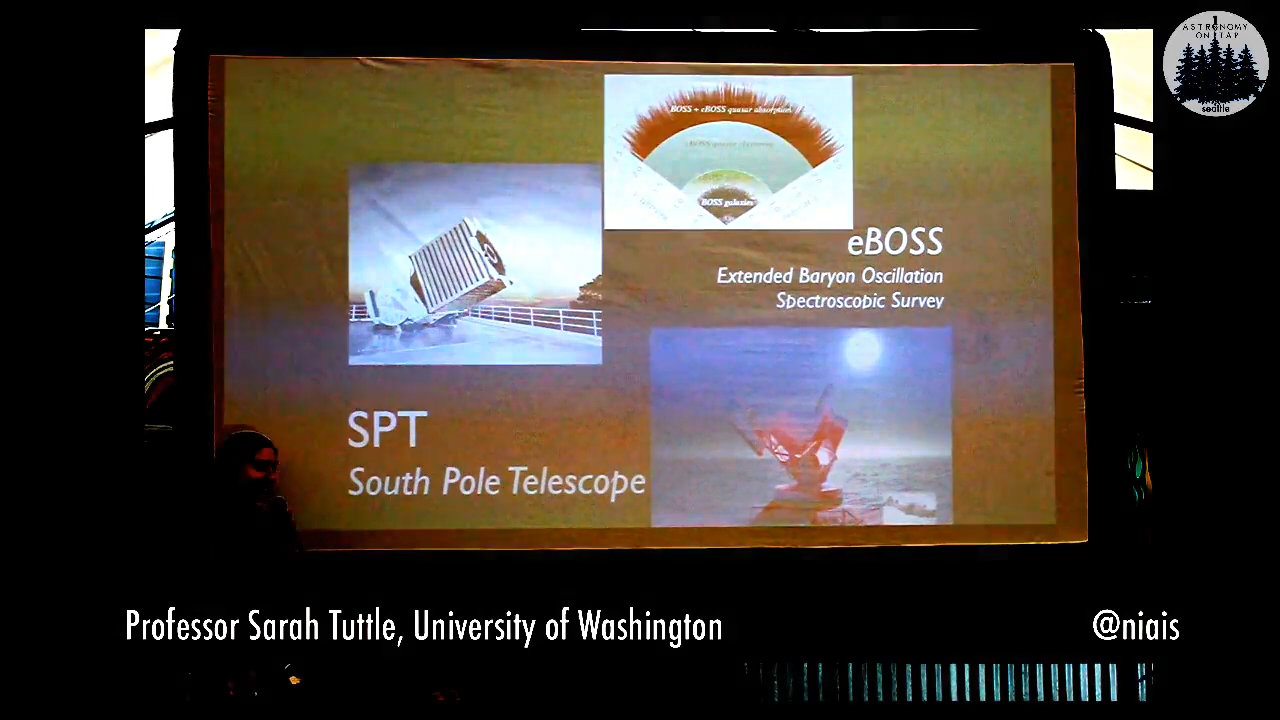 ASTRONOMY
ON TAP
seattle
BOSS + eBOSS quasar absorption
BOSS galaxies
eBOSS
Extended Baryon Oscillation
Spectroscopic Survey
SPT
South Pole Telescope
Professor Sarah Tuttle, University of Washington
@niais